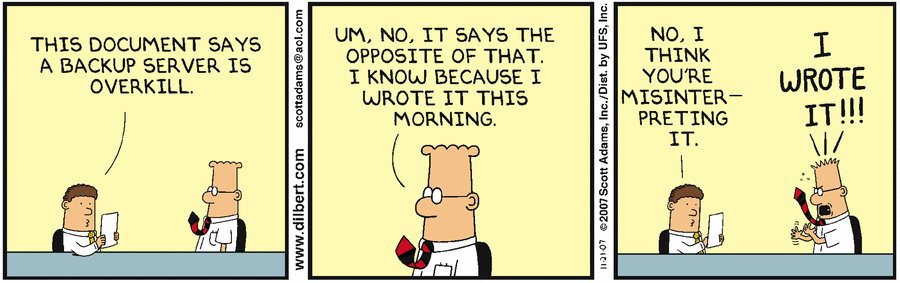 THIS DOCUMENT SAYS
A BACKUP SERVER IS
OVERKILL.
www.dilbert.com scottadams@aol.com
UM, NO, IT SAYS THE
OPPOSITE OF THAT.
I KNOW BECAUSE I
WROTE IT THIS
MORNING.
11-21-07 © 2007 Scott Adams, Inc./Dist. by UFS, Inc.
NO, I
THINK
YOU'RE
MISINTER-
PRETING
IT.
I
WROTE
IT!!!